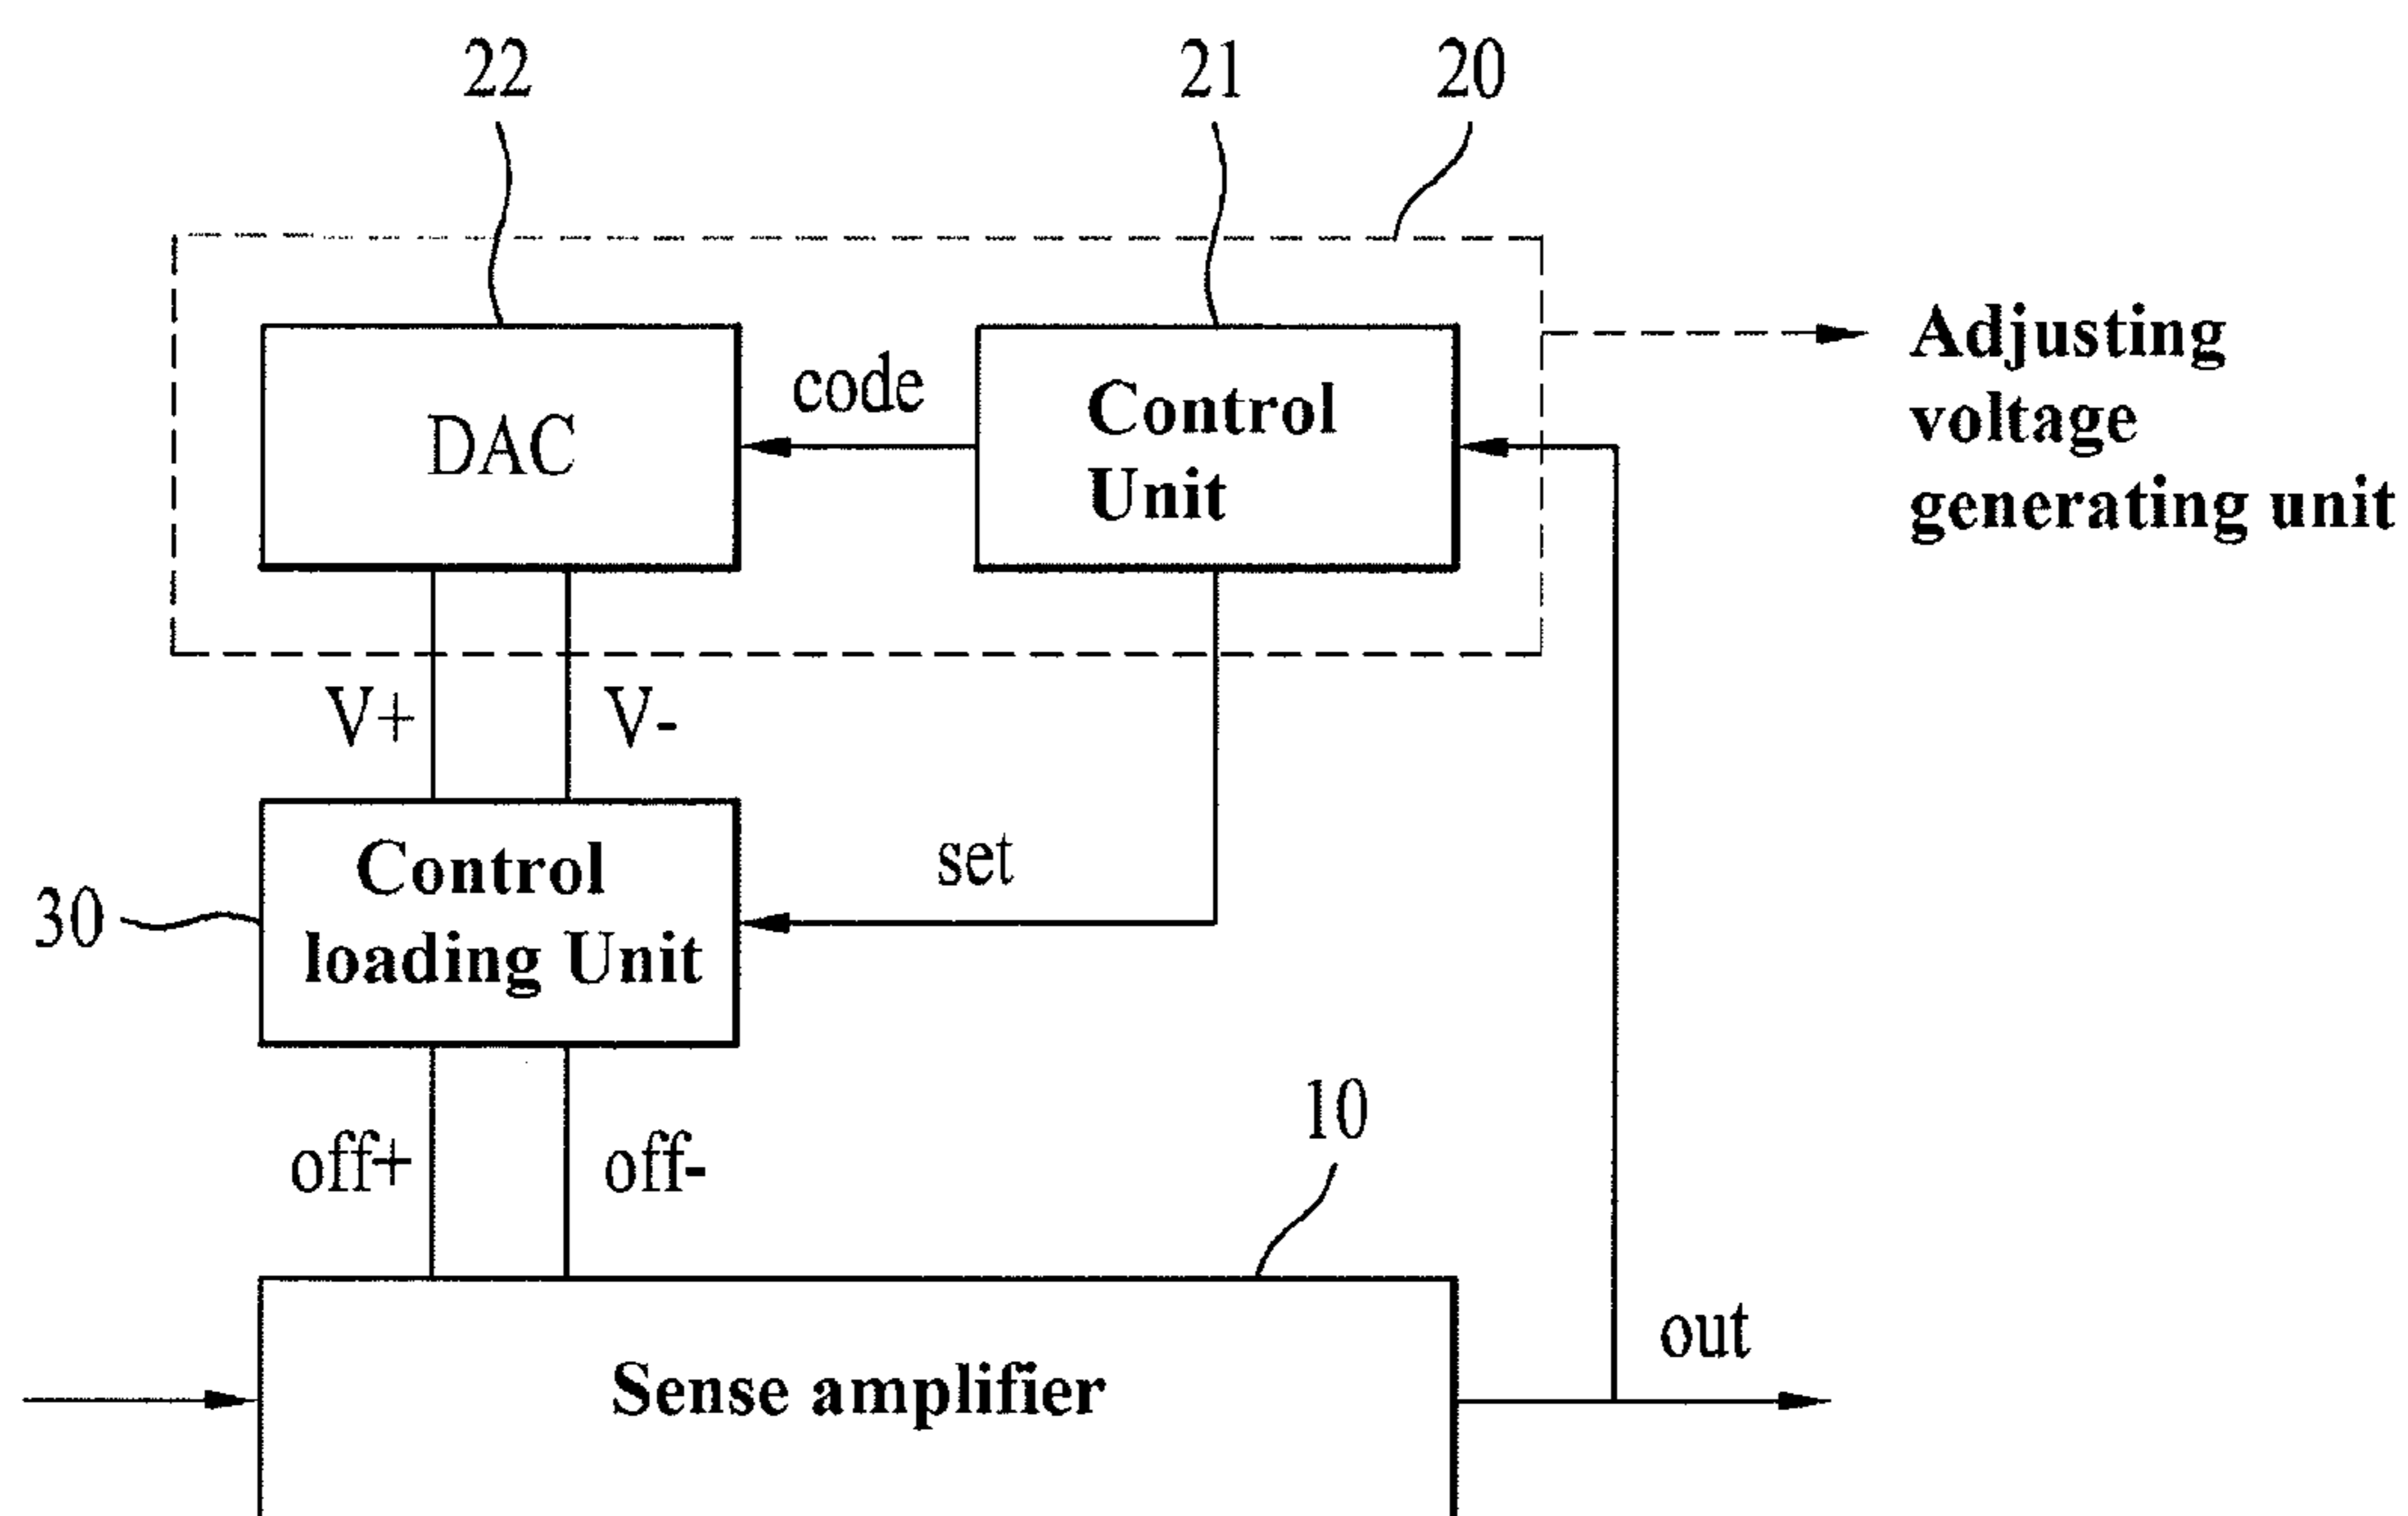 22
21
20
code
DAC
Control
Unit
Adjusting
voltage
generating unit
V+
V-
Control
loading Unit
set
30
10
off+
off-
out
Sense amplifier